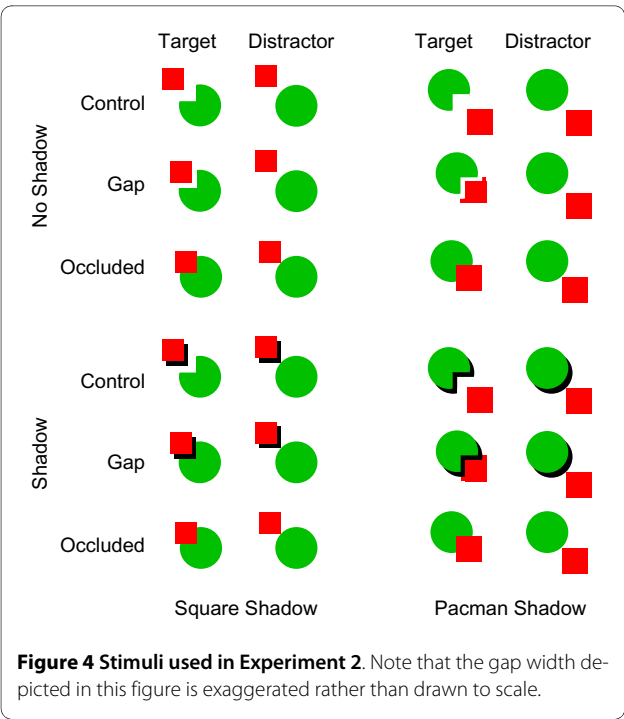 Target Distractor Target Distractor
Control
Gap
Occluded
No Shadow
Control
Gap
Occluded
Shadow
Square Shadow Pacman Shadow
Figure 4 Stimuli used in Experiment 2. Note that the gap width de-
picted in this figure is exaggerated rather than drawn to scale.